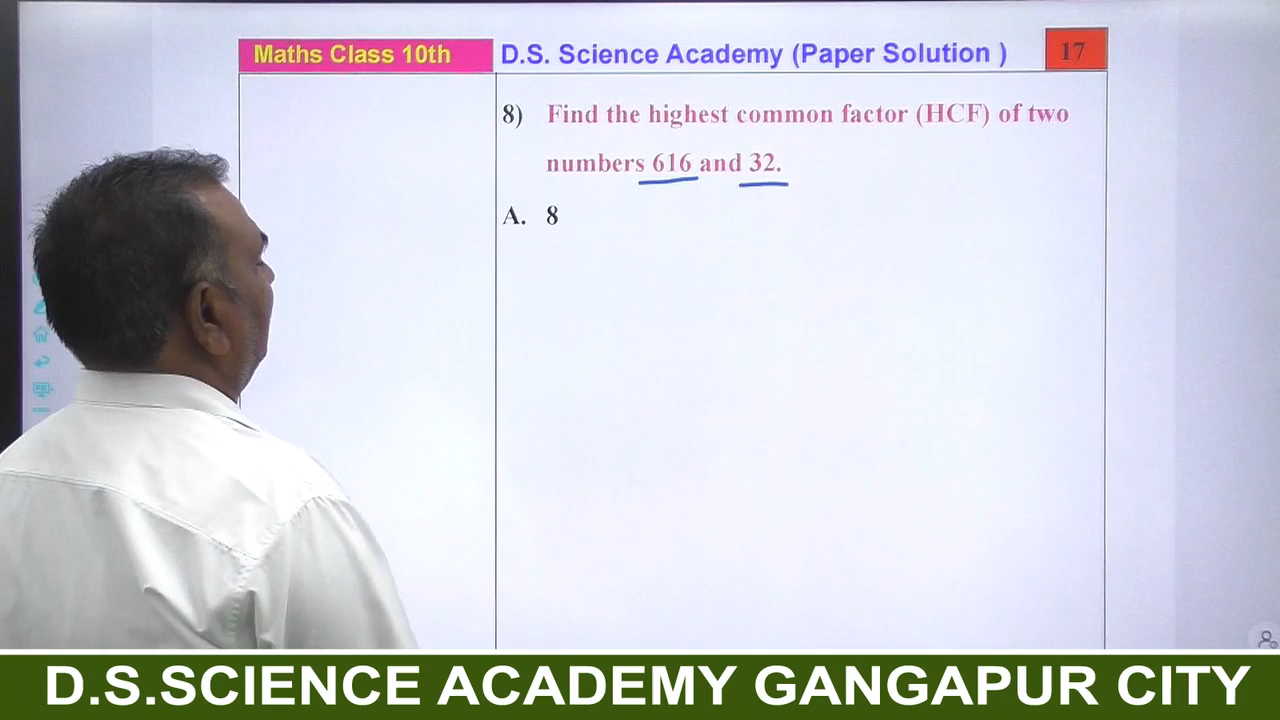 Maths Class 10th
D.S. Science Academy (Paper Solution )
17
8) Find the highest common factor (HCF) of two
numbers 616 and 32.
A. 8
D.S.SCIENCE ACADEMY GANGAPUR CITY